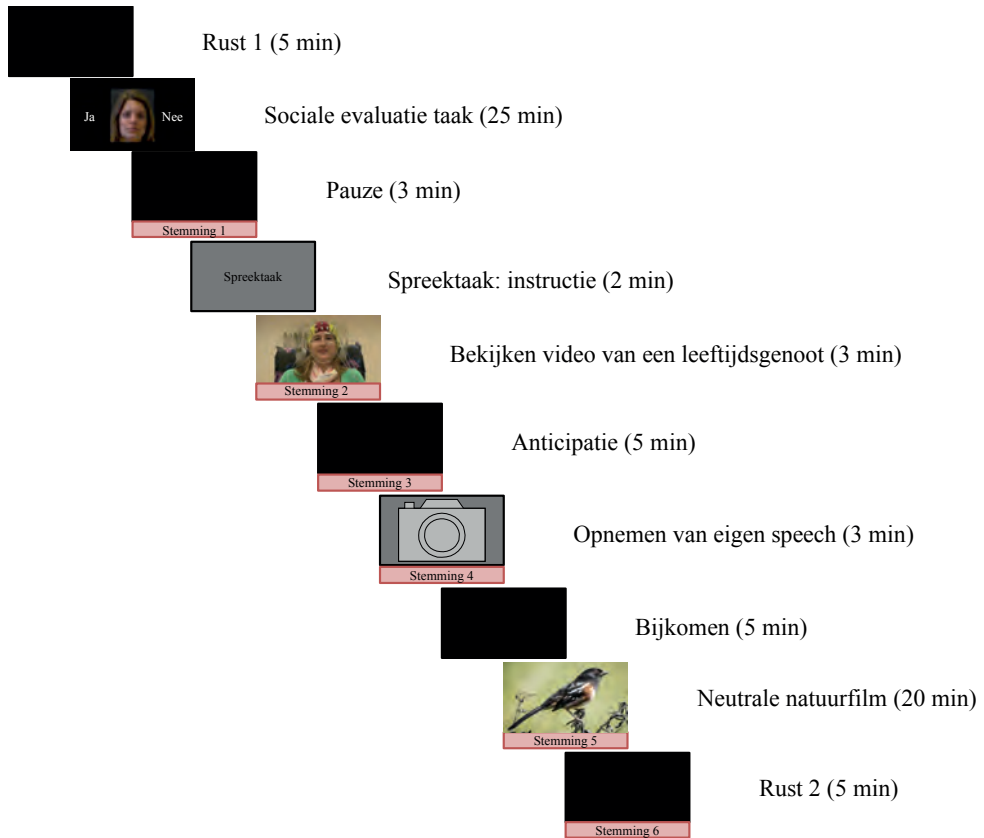 Rust 1 (5 min)
Ja
Nee
Sociale evaluatie taak (25 min)
Pauze (3 min)
Stemming 1
Spreektaak
Spreektaak: instructie (2 min)
Bekijken video van een leeftijdsgenoot (3 min)
Stemming 2
Anticipatie (5 min)
Stemming 3
Opnemen van eigen speech (3 min)
Stemming 4
Bijkomen (5 min)
Neutrale natuurfilm (20 min)
Stemming 5
Rust 2 (5 min)
Stemming 6